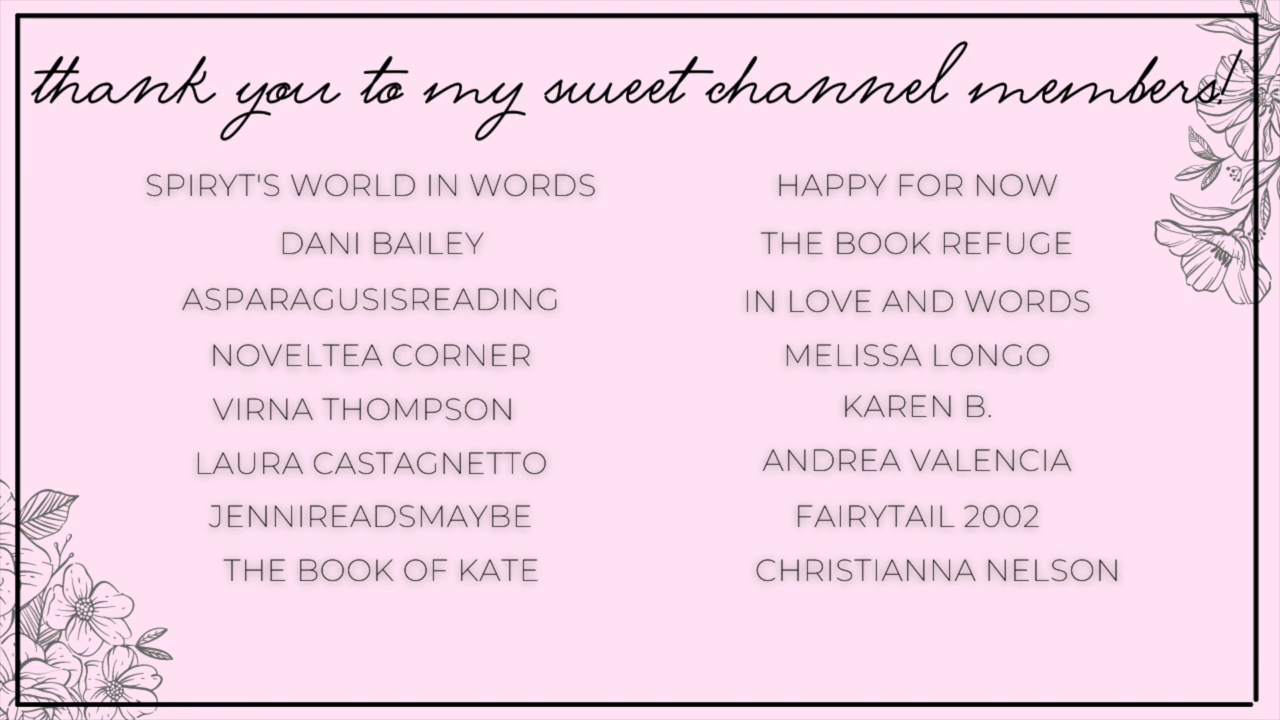 thank you to my sweet channel members!
SPIRYT'S WORLD IN WORDS
DANI BAILEY
ASPARAGUSISREADING
NOVELTEA CORNER
VIRNA THOMPSON
LAURA CASTAGNETTO
JENNIREADSMAYBE
THE BOOK OF KATE
HAPPY FOR NOW
THE BOOK REFUGE
IN LOVE AND WORDS
MELISSA LONGO
KAREN B.
ANDREA VALENCIA
FAIRYTAIL 2002
CHRISTIANNA NELSON